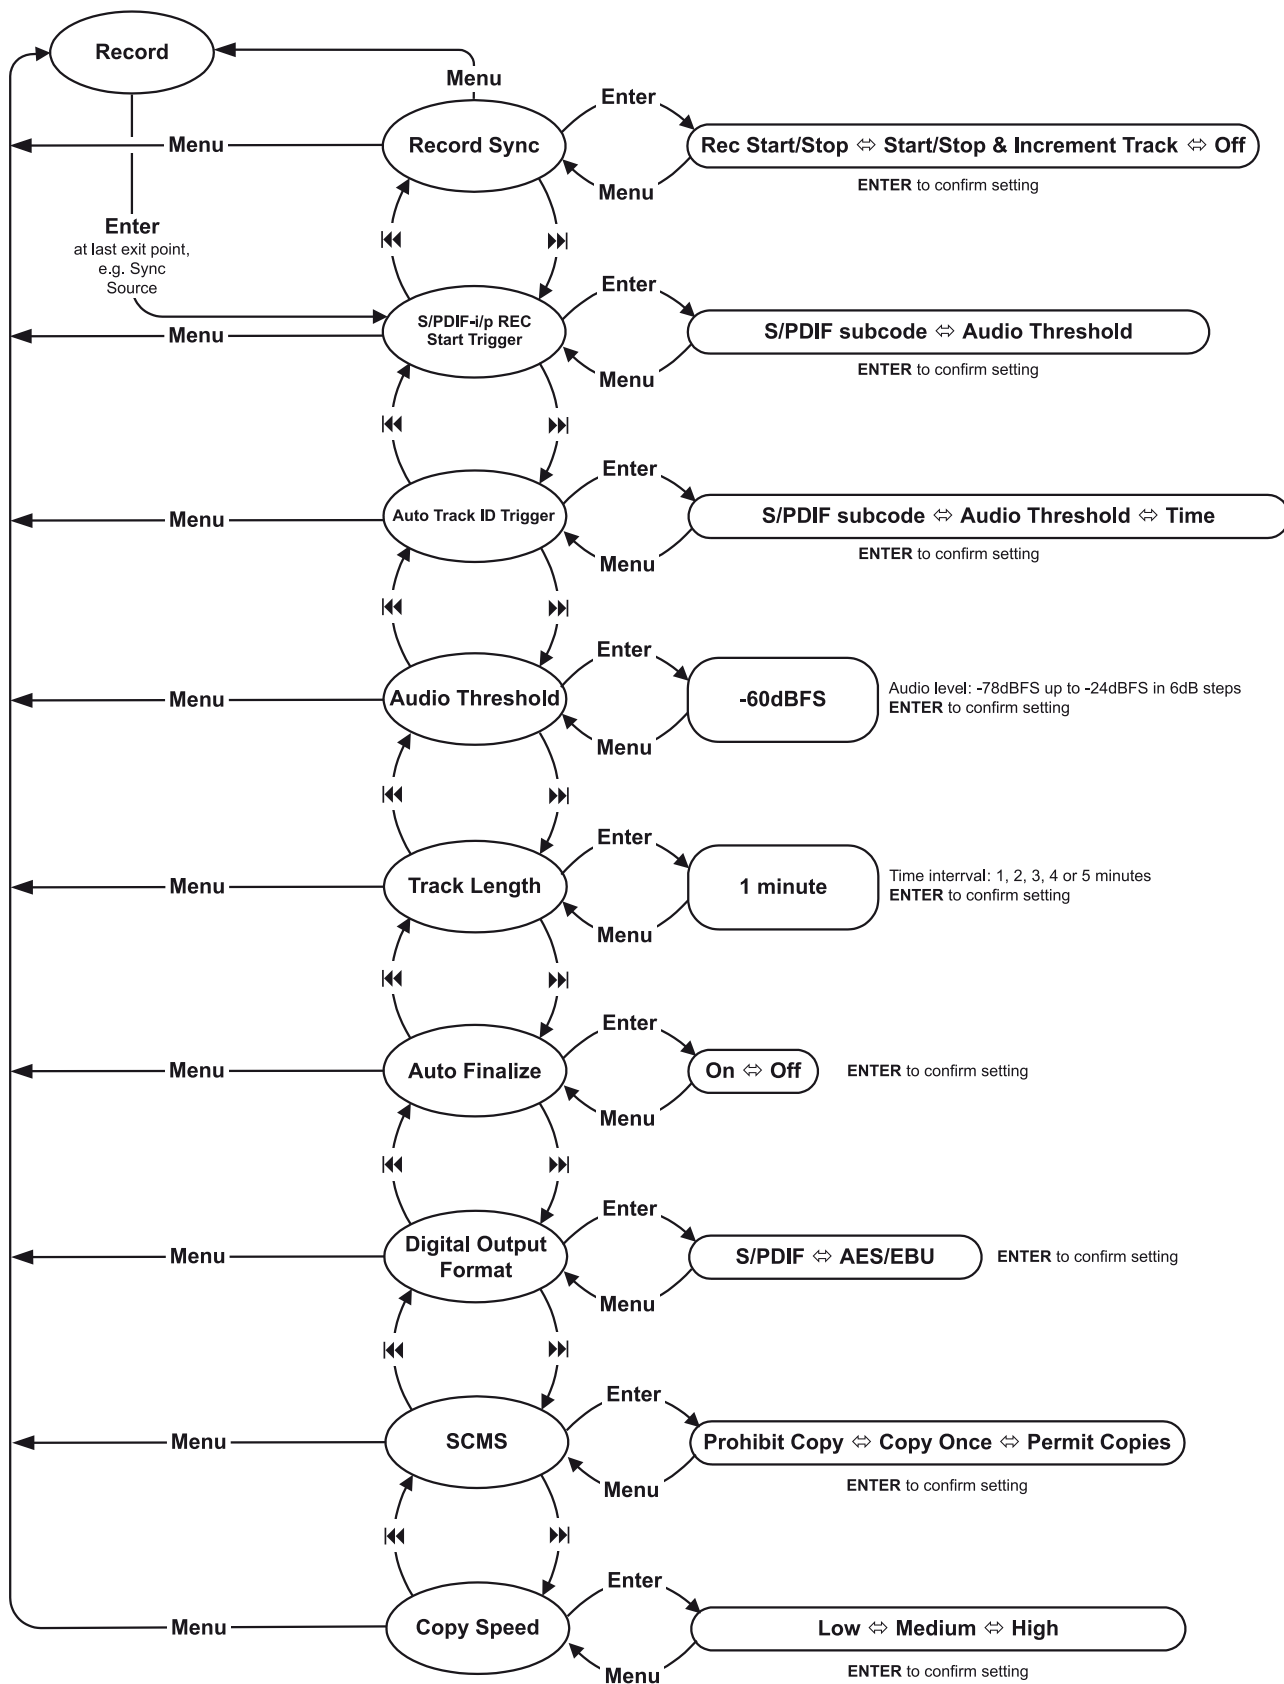 Record
Menu
Enter
Menu
Record Sync
Rec Start/Stop ⇔ Start/Stop & Increment Track ⇔ Off
Menu
ENTER to confirm setting
Enter
at last exit point,
e.g. Sync
Source
Enter
S/PDIF-i/p REC
Start Trigger
Menu
S/PDIF subcode ⇔ Audio Threshold
Menu
ENTER to confirm setting
Enter
Menu
Auto Track ID Trigger
S/PDIF subcode ⇔ Audio Threshold ⇔ Time
Menu
ENTER to confirm setting
Enter
Menu
Audio Threshold
-60dBFS
Audio level: -78dBFS up to -24dBFS in 6dB steps
ENTER to confirm setting
Menu
Enter
Menu
Track Length
1 minute
Time interrval: 1, 2, 3, 4 or 5 minutes
ENTER to confirm setting
Menu
Enter
Menu
Auto Finalize
On ⇔ Off
ENTER to confirm setting
Menu
Enter
Menu
Digital Output
Format
S/PDIF ⇔ AES/EBU
ENTER to confirm setting
Menu
Enter
Menu
SCMS
Prohibit Copy ⇔ Copy Once ⇔ Permit Copies
Menu
ENTER to confirm setting
Enter
Menu
Copy Speed
Low ⇔ Medium ⇔ High
Menu
ENTER to confirm setting